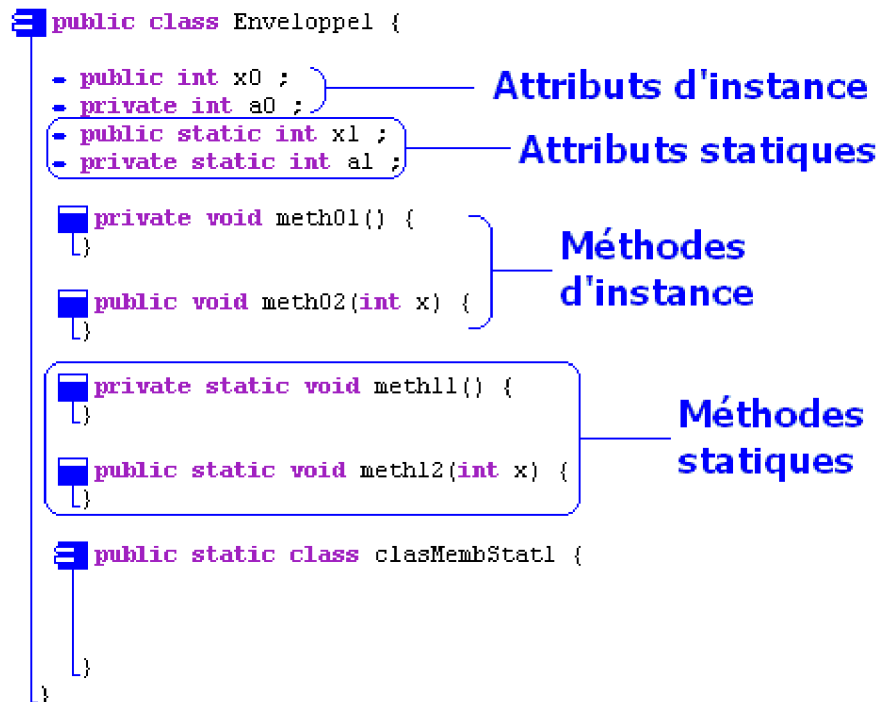 public class Enveloppe1 {
public int x0 ;
private int a0 ;
Attributs d'instance
public static int x1 ;
private static int a1 ;
Attributs statiques
private void meth01() {
}
public void meth02(int x) {
}
Méthodes
d'instance
private static void meth11() {
}
public static void meth12(int x) {
}
Méthodes
statiques
public static class clasMembStat1 {
}
}